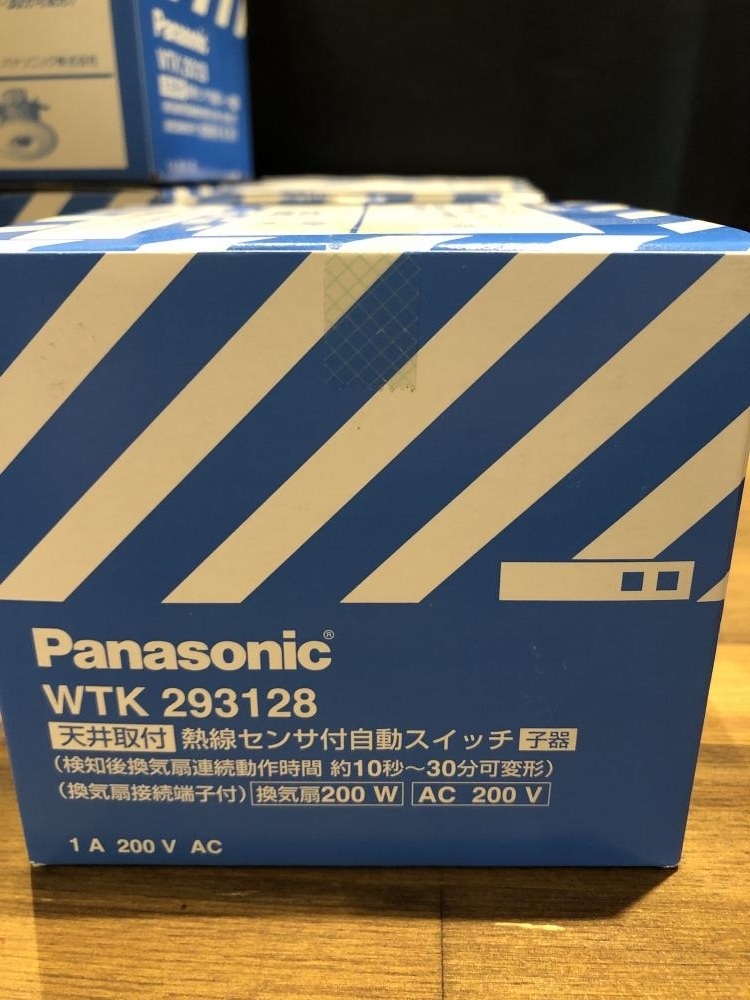 Panasonic
Panasonic®
WTK 293128
天井取付 熱線センサ付自動スイッチ 子器
(検知後換気扇連続動作時間 約10秒〜30分可変形)
(換気扇接続端子付) 換気扇200 W AC 200 V
1 A 200 V AC